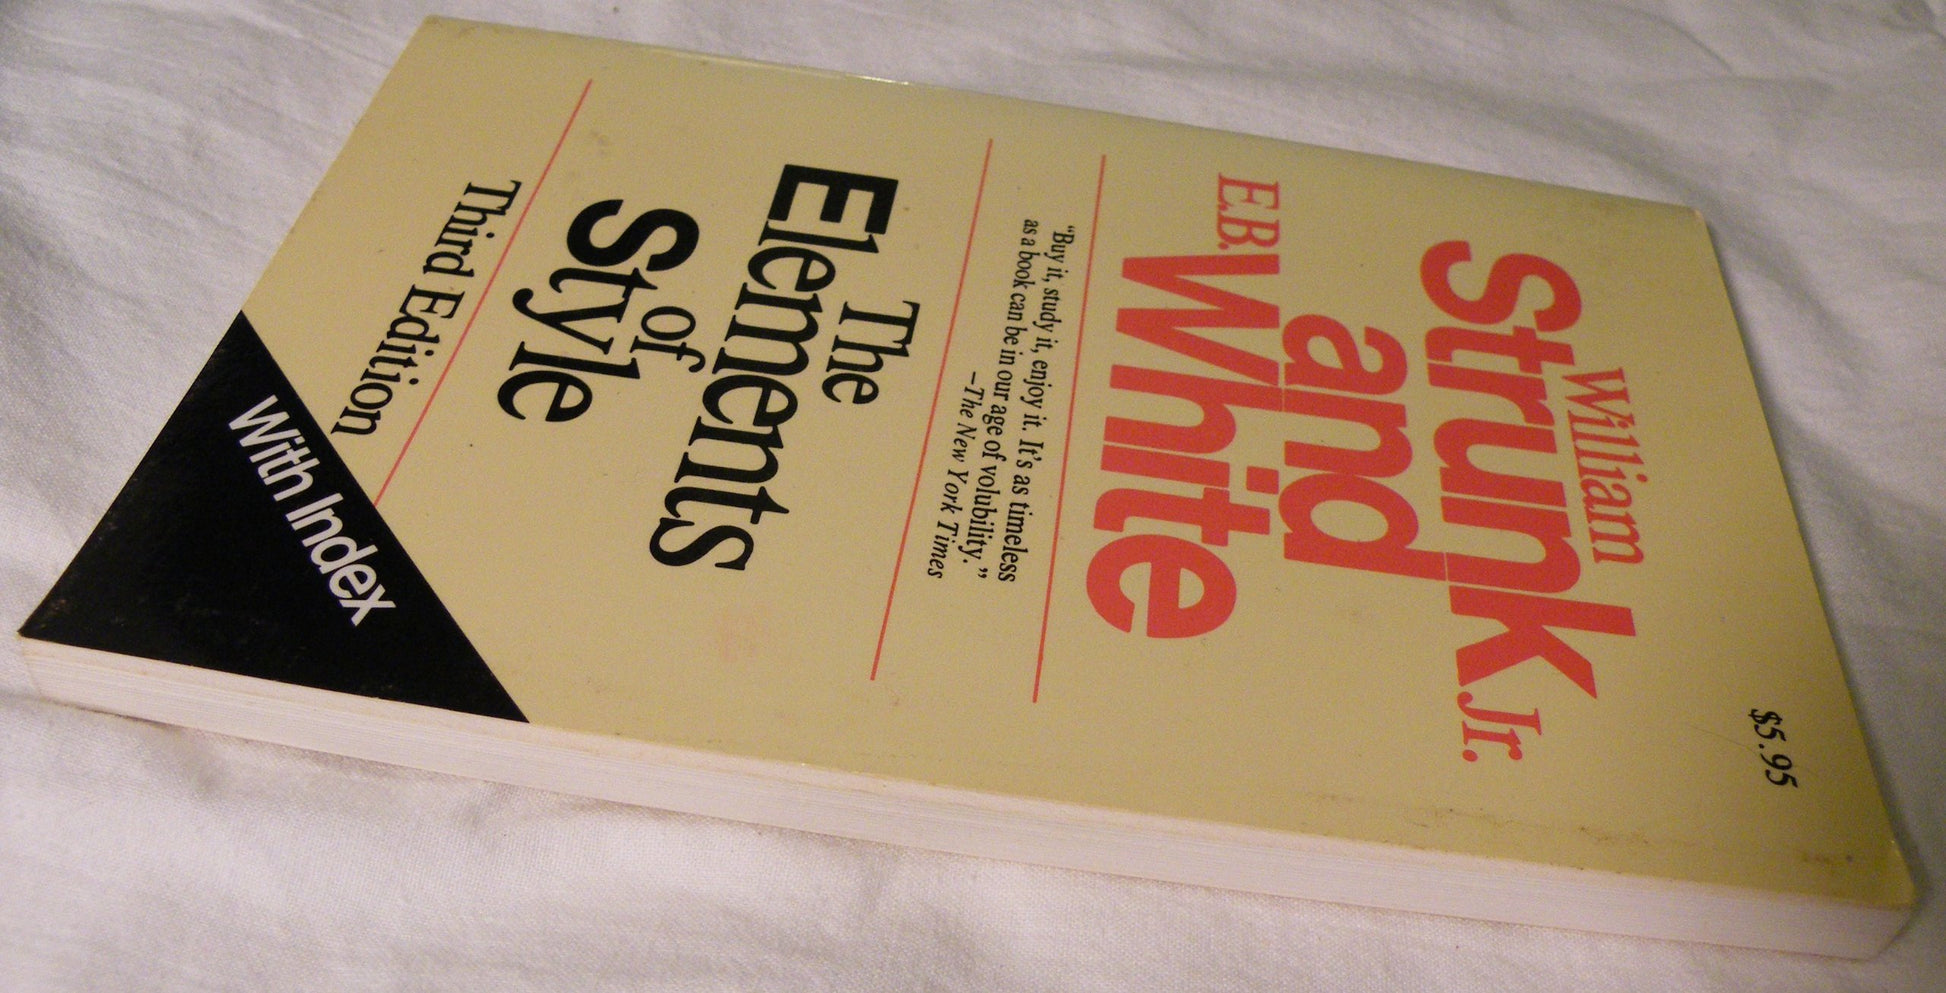 $5.95
William
Strunk Jr.
and
E.B. White
“Buy it, study it, enjoy it. It's as timeless
as a book can be in our age of volubility.”
—The New York Times
The
Elements
of
Style
Third Edition
With Index